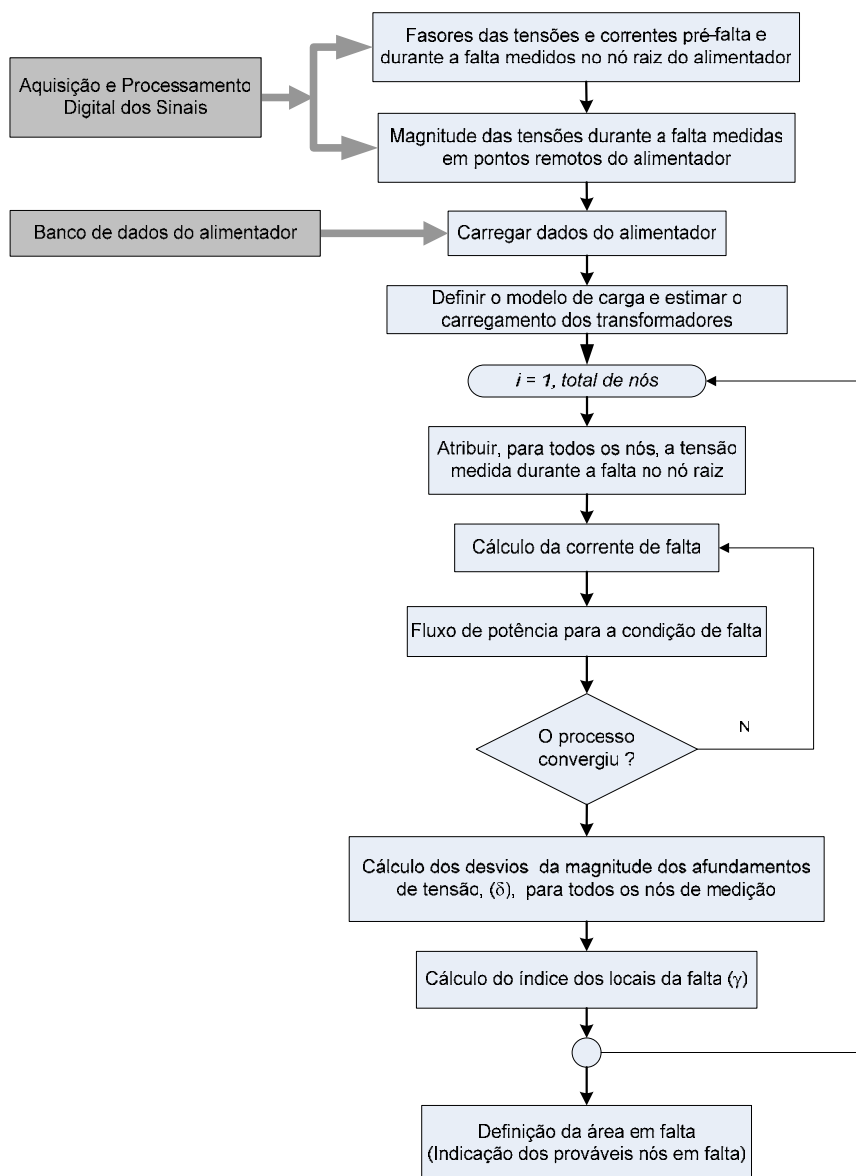 Fasores das tensões e correntes pré-falta e
durante a falta medidos no nó raiz do alimentador
Aquisição e Processamento
Digital dos Sinais
Magnitude das tensões durante a falta medidas
em pontos remotos do alimentador
Banco de dados do alimentador
Carregar dados do alimentador
Definir o modelo de carga e estimar o
carregamento dos transformadores
i = 1, total de nós
Atribuir, para todos os nós, a tensão
medida durante a falta no nó raiz
Cálculo da corrente de falta
Fluxo de potência para a condição de falta
O processo
convergiu ?
N
Cálculo dos desvios da magnitude dos afundamentos
de tensão, (δ), para todos os nós de medição
Cálculo do índice dos locais da falta (γ)
Definição da área em falta
(Indicação dos prováveis nós em falta)